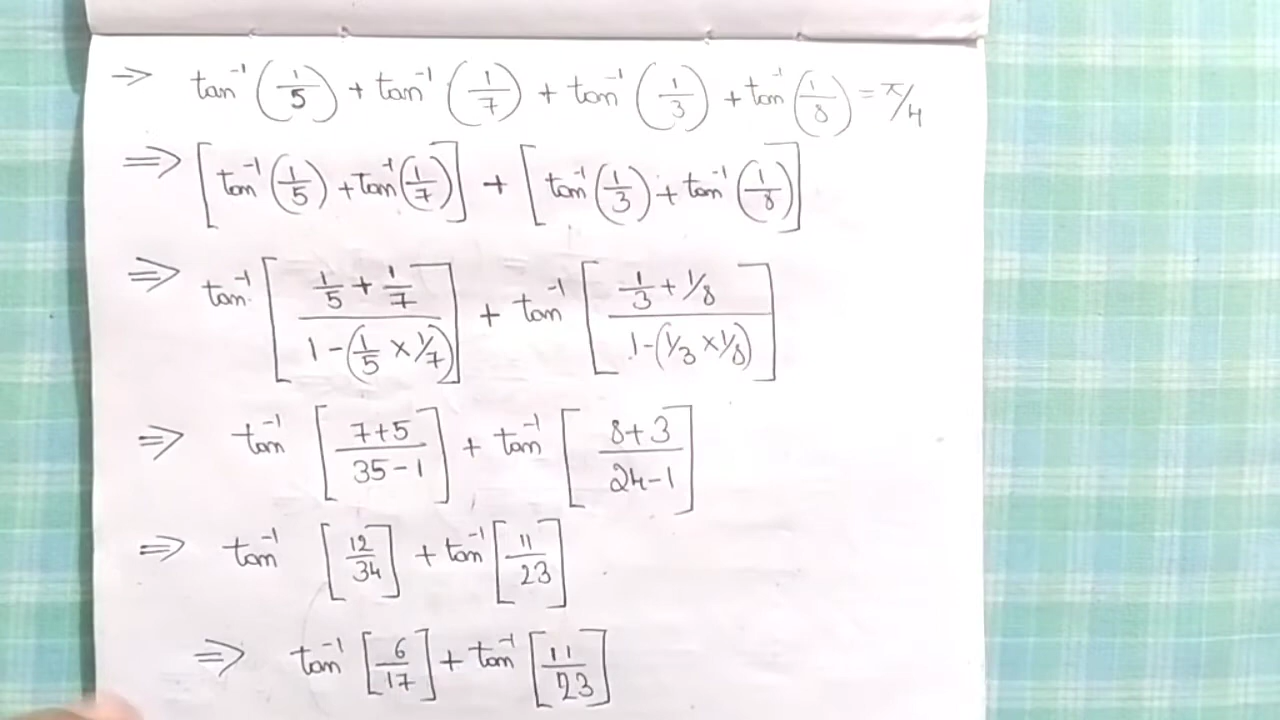 → tan⁻¹(1/5) + tan⁻¹(1/7) + tan⁻¹(1/3) + tan⁻¹(1/8) = π/4
⇒ [tan⁻¹(1/5) + tan⁻¹(1/7)] + [tan⁻¹(1/3) + tan⁻¹(1/8)]
⇒ tan⁻¹[(1/5 + 1/7)/(1-(1/5 × 1/7))] + tan⁻¹[(1/3 + 1/8)/(1-(1/3 × 1/8))]
⇒ tan⁻¹[(7+5)/(35-1)] + tan⁻¹[(8+3)/(24-1)]
⇒ tan⁻¹[12/34] + tan⁻¹[11/23]
⇒ tan⁻¹[6/17] + tan⁻¹[11/23]